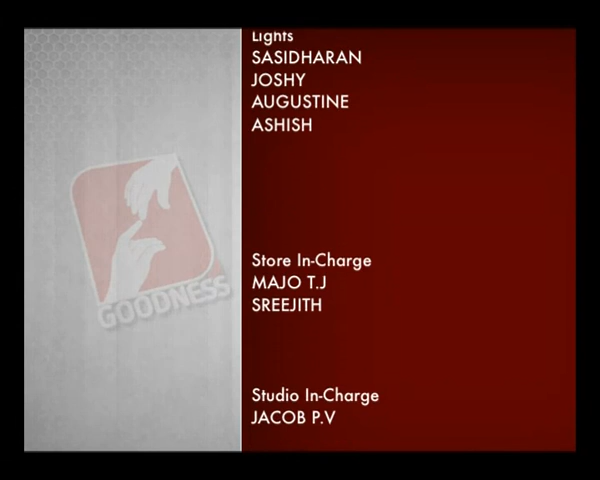 Lights
SASIDHARAN
JOSHY
AUGUSTINE
ASHISH
GOODNESS
Store In-Charge
MAJO T.J
SREEJITH
Studio In-Charge
JACOB P.V